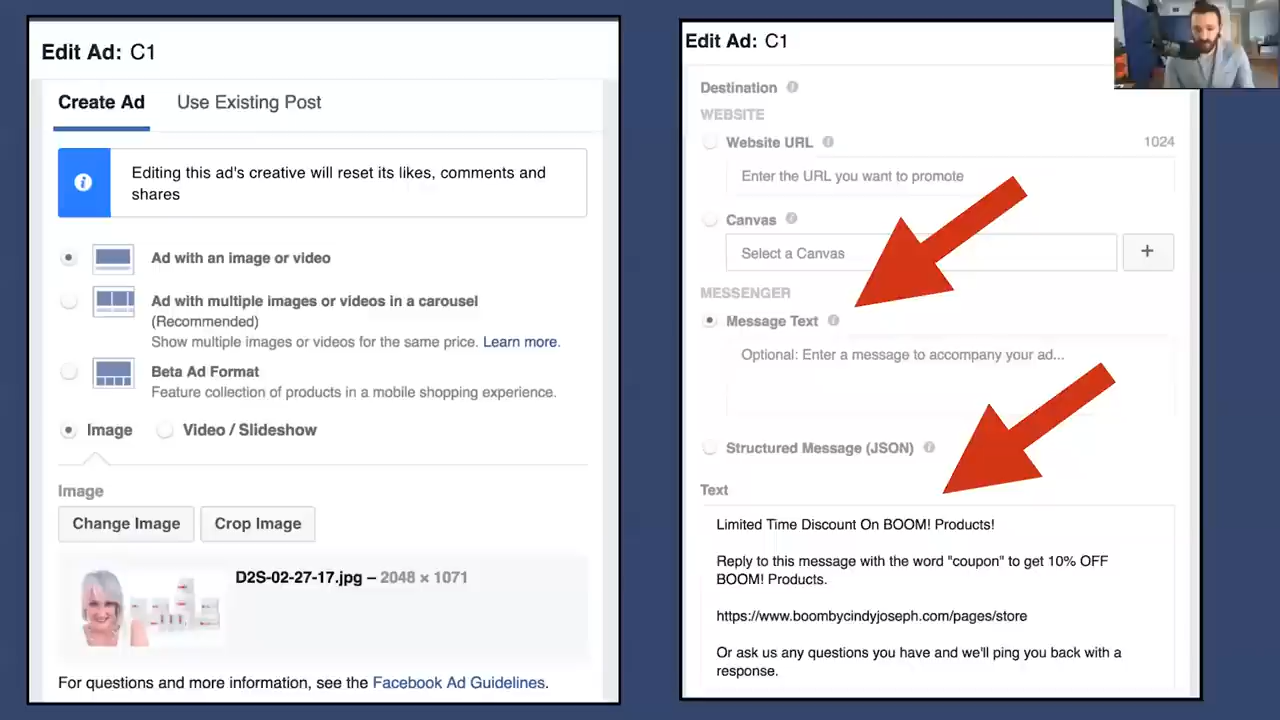 Edit Ad: C1
Create Ad
Use Existing Post
Editing this ad's creative will reset its likes, comments and
shares
Ad with an image or video
Ad with multiple images or videos in a carousel
(Recommended)
Show multiple images or videos for the same price. Learn more.
Beta Ad Format
Feature collection of products in a mobile shopping experience.
Image
Video / Slideshow
Image
Change Image
Crop Image
D2S-02-27-17.jpg – 2048 × 1071
For questions and more information, see the Facebook Ad Guidelines.
Edit Ad: C1
Destination
WEBSITE
Website URL
1024
Enter the URL you want to promote
Canvas
Select a Canvas
+
MESSENGER
Message Text
Optional: Enter a message to accompany your ad...
Structured Message (JSON)
Text
Limited Time Discount On BOOM! Products!
Reply to this message with the word "coupon" to get 10% OFF
BOOM! Products.
https://www.boombycindyjoseph.com/pages/store
Or ask us any questions you have and we'll ping you back with a
response.